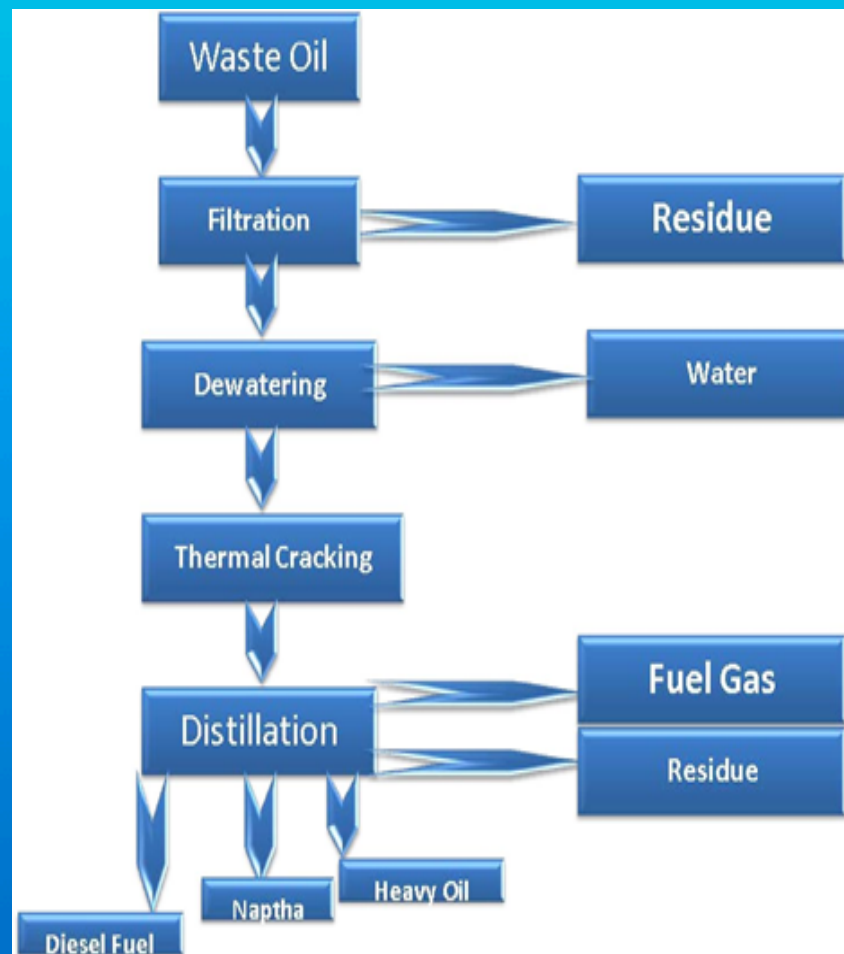 Waste Oil
Filtration
Residue
Dewatering
Water
Thermal Cracking
Distillation
Fuel Gas
Residue
Heavy Oil
Naptha
Diesel Fuel